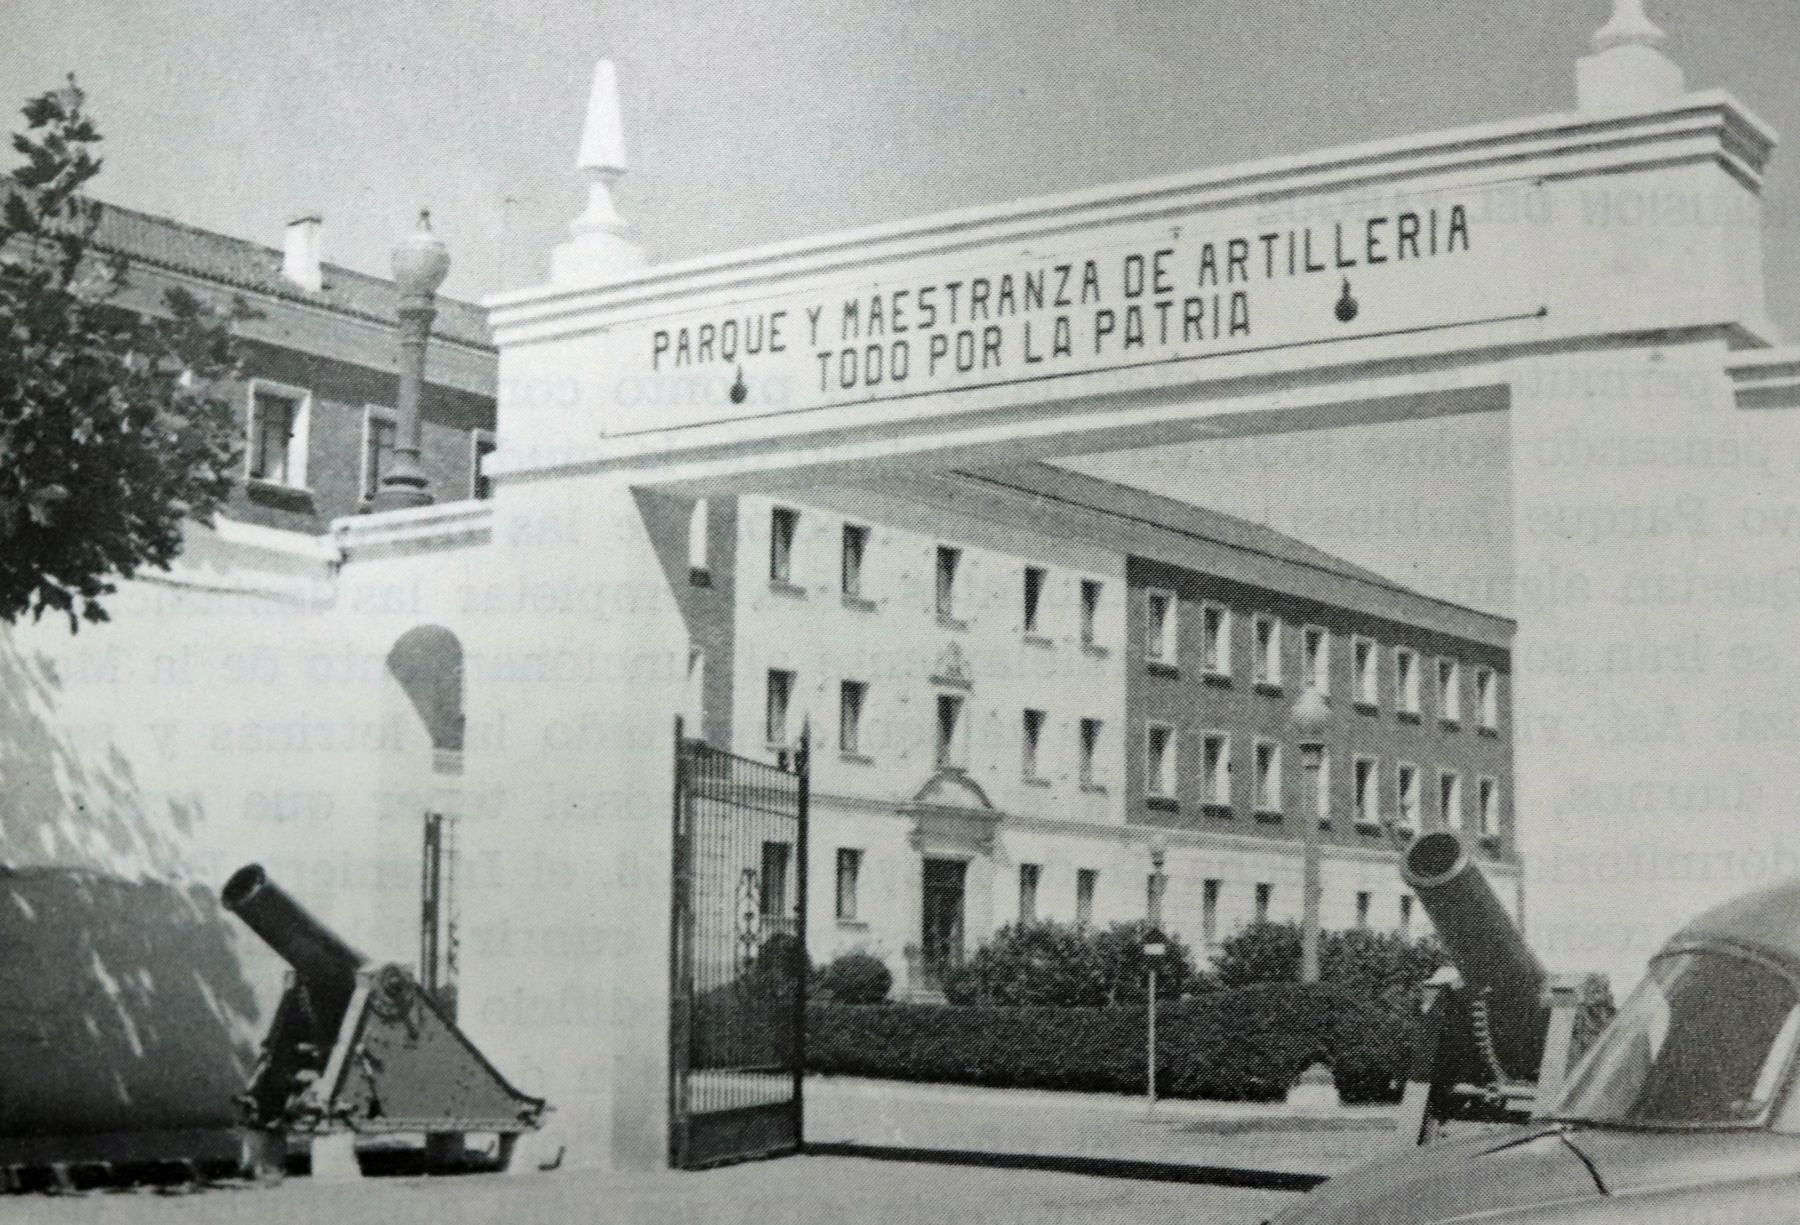 PARQUE Y MAESTRANZA DE ARTILLERIA
TODO POR LA PATRIA